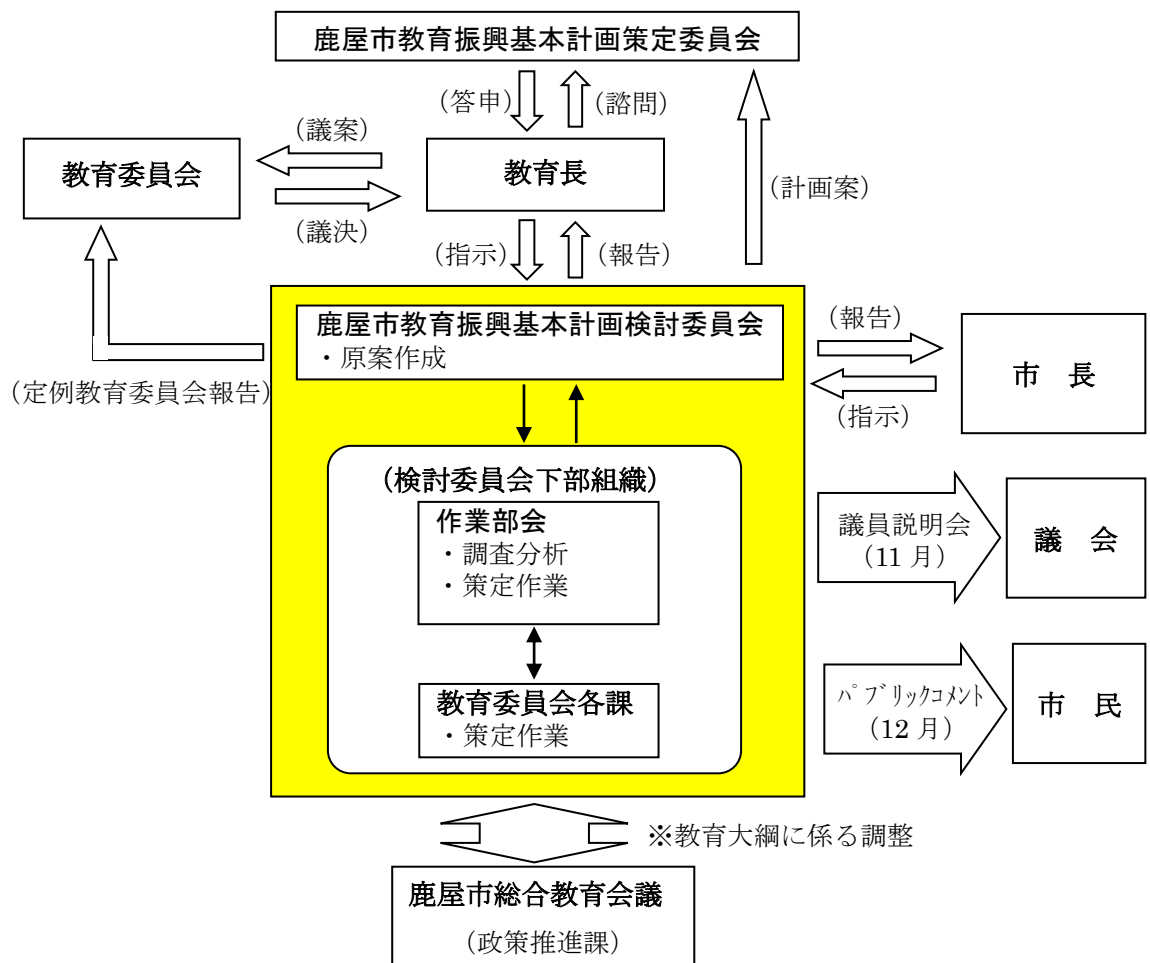 鹿屋市教育振興基本計画策定委員会
(答申)
(諮問)
(議案)
教育委員会
教育長
(計画案)
(議決)
(指示)
(報告)
鹿屋市教育振興基本計画検討委員会
・原案作成
(報告)
市 長
(指示)
(定例教育委員会報告)
(検討委員会下部組織)
作業部会
・調査分析
・策定作業
議員説明会
(11 月)
議 会
教育委員会各課
・策定作業
ﾊﾟﾌﾞﾘｯｸｺﾒﾝﾄ
(12 月)
市 民
※教育大綱に係る調整
鹿屋市総合教育会議
(政策推進課)